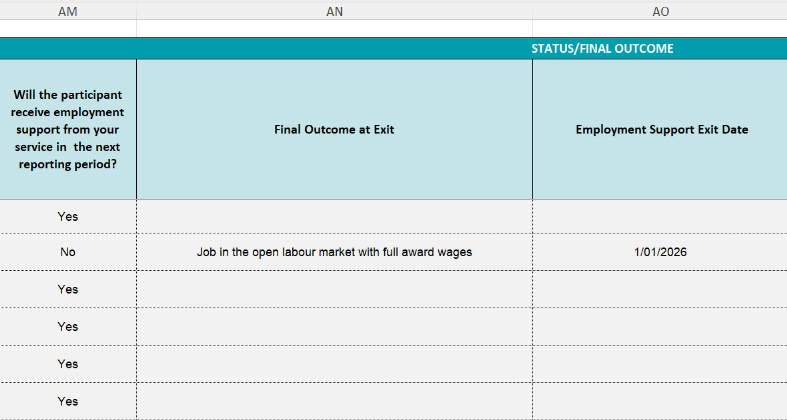 AM AN AO
STATUS/FINAL OUTCOME
Will the participant
receive employment
support from your
service in the next
reporting period?
Final Outcome at Exit
Employment Support Exit Date
Yes
No Job in the open labour market with full award wages 1/01/2026
Yes
Yes
Yes
Yes